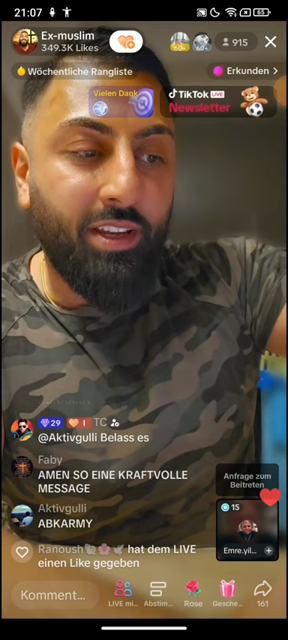 21:07
65
Ex-muslim
349.3K Likes
915
Wöchentliche Rangliste
Erkunden >
Vielen Dank
TikTok LIVE
Newsletter
29 1 TC
@Aktivgulli Belass es
Faby
AMEN SO EINE KRAFTVOLLE
MESSAGE
Aktivgulli
ABKARMY
Ranoush hat dem LIVE
einen Like gegeben
Anfrage zum
Beitreten
15
Emre.yil...
Komment...
LIVE mi...
Abstim...
Rose
Gesche...
161